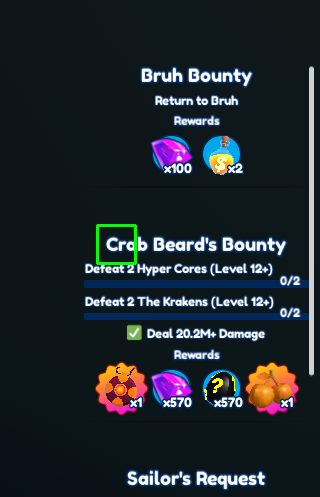 Bruh Bounty
Return to Bruh
Rewards
x100
x2
Crab Beard's Bounty
Defeat 2 Hyper Cores (Level 12+)
0/2
Defeat 2 The Krakens (Level 12+)
0/2
Deal 20.2M+ Damage
Rewards
x1
x570
?
x570
x1
Sailor's Request